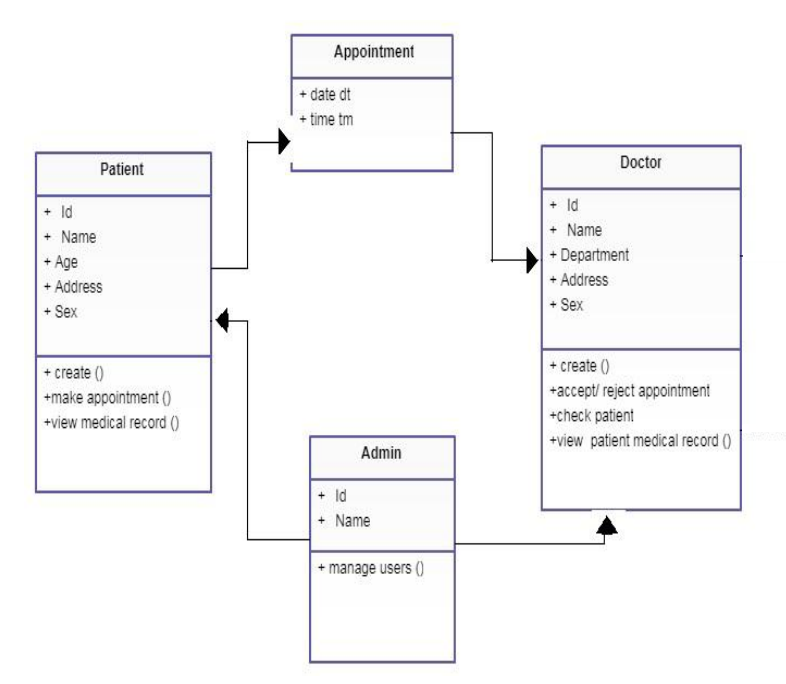 Appointment
+ date dt
+ time tm
Patient
+ Id
+ Name
+ Age
+ Address
+ Sex
+ create ()
+make appointment ()
+view medical record ()
Doctor
+ Id
+ Name
+ Department
+ Address
+ Sex
+ create ()
+accept/ reject appointment
+check patient
+view patient medical record ()
Admin
+ Id
+ Name
+ manage users ()